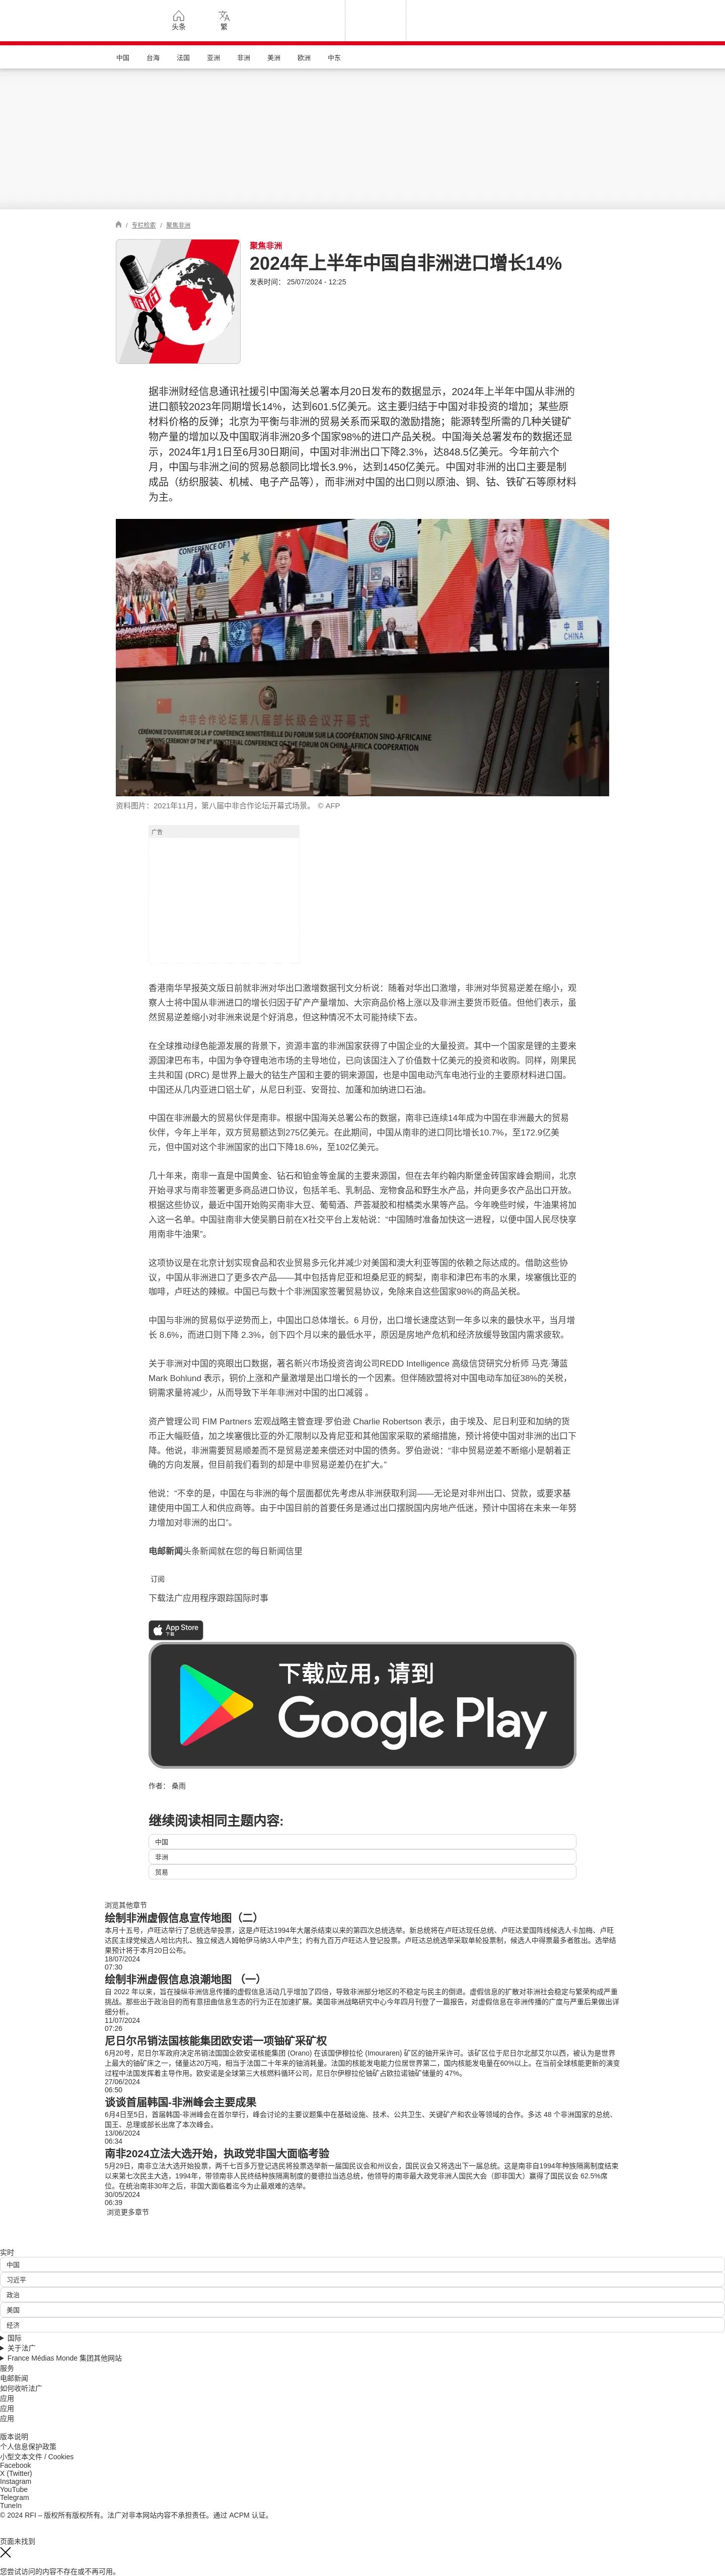 头条
繁
中国 台海 法国 亚洲 非洲 美洲 欧洲 中东
/ 专栏检索 / 聚焦非洲
聚焦非洲
2024年上半年中国自非洲进口增长14%
发表时间： 25/07/2024 - 12:25
据非洲财经信息通讯社援引中国海关总署本月20日发布的数据显示，2024年上半年中国从非洲的
进口额较2023年同期增长14%，达到601.5亿美元。这主要归结于中国对非投资的增加；某些原
材料价格的反弹；北京为平衡与非洲的贸易关系而采取的激励措施；能源转型所需的几种关键矿
物产量的增加以及中国取消非洲20多个国家98%的进口产品关税。中国海关总署发布的数据还显
示，2024年1月1日至6月30日期间，中国对非洲出口下降2.3%，达848.5亿美元。今年前六个
月，中国与非洲之间的贸易总额同比增长3.9%，达到1450亿美元。中国对非洲的出口主要是制
成品（纺织服装、机械、电子产品等），而非洲对中国的出口则以原油、铜、钴、铁矿石等原材料
为主。
CONFERENCE OF T
中国
CHINA
中非合作论坛第八届部长级会议开幕式
CÉRÉMONIE D'OUVERTURE DE LA 8e CONFÉRENCE MINISTÉRIELLE DU FORUM SUR LA COOPÉRATION SINO-AFRICAINE
OPENING CEREMONY OF THE 8th MINISTERIAL CONFERENCE OF THE FORUM ON CHINA-AFRICA COOPERATION
资料图片：2021年11月，第八届中非合作论坛开幕式场景。 © AFP
广告
香港南华早报英文版日前就非洲对华出口激增数据刊文分析说：随着对华出口激增，非洲对华贸易逆差在缩小，观
察人士将中国从非洲进口的增长归因于矿产产量增加、大宗商品价格上涨以及非洲主要货币贬值。但他们表示，虽
然贸易逆差缩小对非洲来说是个好消息，但这种情况不太可能持续下去。
在全球推动绿色能源发展的背景下，资源丰富的非洲国家获得了中国企业的大量投资。其中一个国家是锂的主要来
源国津巴布韦，中国为争夺锂电池市场的主导地位，已向该国注入了价值数十亿美元的投资和收购。同样，刚果民
主共和国 (DRC) 是世界上最大的钴生产国和主要的铜来源国，也是中国电动汽车电池行业的主要原材料进口国。
中国还从几内亚进口铝土矿，从尼日利亚、安哥拉、加蓬和加纳进口石油。
中国在非洲最大的贸易伙伴是南非。根据中国海关总署公布的数据，南非已连续14年成为中国在非洲最大的贸易
伙伴，今年上半年，双方贸易额达到275亿美元。在此期间，中国从南非的进口同比增长10.7%，至172.9亿美
元，但中国对这个非洲国家的出口下降18.6%，至102亿美元。
几十年来，南非一直是中国黄金、钻石和铂金等金属的主要来源国，但在去年约翰内斯堡金砖国家峰会期间，北京
开始寻求与南非签署更多商品进口协议，包括羊毛、乳制品、宠物食品和野生水产品，并向更多农产品出口开放。
根据这些协议，最近中国开始购买南非大豆、葡萄酒、芦荟凝胶和柑橘类水果等产品。今年晚些时候，牛油果将加
入这一名单。中国驻南非大使吴鹏日前在X社交平台上发帖说：“中国随时准备加快这一进程，以便中国人民尽快享
用南非牛油果”。
这项协议是在北京计划实现食品和农业贸易多元化并减少对美国和澳大利亚等国的依赖之际达成的。借助这些协
议，中国从非洲进口了更多农产品——其中包括肯尼亚和坦桑尼亚的鳄梨，南非和津巴布韦的水果，埃塞俄比亚的
咖啡，卢旺达的辣椒。中国已与数十个非洲国家签署贸易协议，免除来自这些国家98%的商品关税。
中国与非洲的贸易似乎逆势而上，中国出口总体增长。6 月份，出口增长速度达到一年多以来的最快水平，当月增
长 8.6%，而进口则下降 2.3%，创下四个月以来的最低水平，原因是房地产危机和经济放缓导致国内需求疲软。
关于非洲对中国的亮眼出口数据，著名新兴市场投资咨询公司REDD Intelligence 高级信贷研究分析师 马克·薄蓝
Mark Bohlund 表示，铜价上涨和产量激增是出口增长的一个因素。但伴随欧盟将对中国电动车加征38%的关税，
铜需求量将减少，从而导致下半年非洲对中国的出口减弱 。
资产管理公司 FIM Partners 宏观战略主管查理·罗伯逊 Charlie Robertson 表示，由于埃及、尼日利亚和加纳的货
币正大幅贬值，加之埃塞俄比亚的外汇限制以及肯尼亚和其他国家采取的紧缩措施，预计将使中国对非洲的出口下
降。他说，非洲需要贸易顺差而不是贸易逆差来偿还对中国的债务。罗伯逊说：“非中贸易逆差不断缩小是朝着正
确的方向发展，但目前我们看到的却是中非贸易逆差仍在扩大。”
他说：“不幸的是，中国在与非洲的每个层面都优先考虑从非洲获取利润——无论是对非州出口、贷款，或要求基
建使用中国工人和供应商等。由于中国目前的首要任务是通过出口摆脱国内房地产低迷，预计中国将在未来一年努
力增加对非洲的出口”。
电邮新闻头条新闻就在您的每日新闻信里
订阅
下载法广应用程序跟踪国际时事
App Store
下载
下载应用，请到
Google Play
作者： 桑雨
继续阅读相同主题内容:
中国
非洲
贸易
浏览其他章节
绘制非洲虚假信息宣传地图（二）
本月十五号，卢旺达举行了总统选举投票，这是卢旺达1994年大屠杀结束以来的第四次总统选举。新总统将在卢旺达现任总统、卢旺达爱国阵线候选人卡加梅、卢旺
达民主绿党候选人哈比内扎、独立候选人姆帕伊马纳3人中产生；约有九百万卢旺达人登记投票。卢旺达总统选举采取单轮投票制，候选人中得票最多者胜出。选举结
果预计将于本月20日公布。
18/07/2024
07:30
绘制非洲虚假信息浪潮地图 （一）
自 2022 年以来，旨在操纵非洲信息传播的虚假信息活动几乎增加了四倍，导致非洲部分地区的不稳定与民主的倒退。虚假信息的扩散对非洲社会稳定与繁荣构成严重
挑战。那些出于政治目的而有意扭曲信息生态的行为正在加速扩展。美国非洲战略研究中心今年四月刊登了一篇报告，对虚假信息在非洲传播的广度与严重后果做出详
细分析。
11/07/2024
07:26
尼日尔吊销法国核能集团欧安诺一项铀矿采矿权
6月20号，尼日尔军政府决定吊销法国国企欧安诺核能集团 (Orano) 在该国伊穆拉伦 (Imouraren) 矿区的铀开采许可。该矿区位于尼日尔北部艾尔以西，被认为是世界
上最大的铀矿床之一，储量达20万吨，相当于法国二十年来的铀消耗量。法国的核能发电能力位居世界第二，国内核能发电量在60%以上。在当前全球核能更新的演变
过程中法国发挥着主导作用。欧安诺是全球第三大核燃料循环公司，尼日尔伊穆拉伦铀矿占欧拉诺铀矿储量的 47%。
27/06/2024
06:50
谈谈首届韩国-非洲峰会主要成果
6月4日至5日，首届韩国-非洲峰会在首尔举行，峰会讨论的主要议题集中在基础设施、技术、公共卫生、关键矿产和农业等领域的合作。多达 48 个非洲国家的总统、
国王、总理或部长出席了本次峰会。
13/06/2024
06:34
南非2024立法大选开始，执政党非国大面临考验
5月29日，南非立法大选开始投票，两千七百多万登记选民将投票选举新一届国民议会和州议会，国民议会又将选出下一届总统。这是南非自1994年种族隔离制度结束
以来第七次民主大选，1994年，带领南非人民终结种族隔离制度的曼德拉当选总统，他领导的南非最大政党非洲人国民大会（即非国大）赢得了国民议会 62.5%席
位。在统治南非30年之后，非国大面临着迄今为止最艰难的选举。
30/05/2024
06:39
浏览更多章节
实时
中国
习近平
政治
美国
经济
国际
关于法广
France Médias Monde 集团其他网站
服务
电邮新闻
如何收听法广
应用
应用
应用
版本说明
个人信息保护政策
小型文本文件 / Cookies
Facebook
X (Twitter)
Instagram
YouTube
Telegram
TuneIn
© 2024 RFI – 版权所有版权所有。法广对非本网站内容不承担责任。通过 ACPM 认证。
页面未找到
您尝试访问的内容不存在或不再可用。